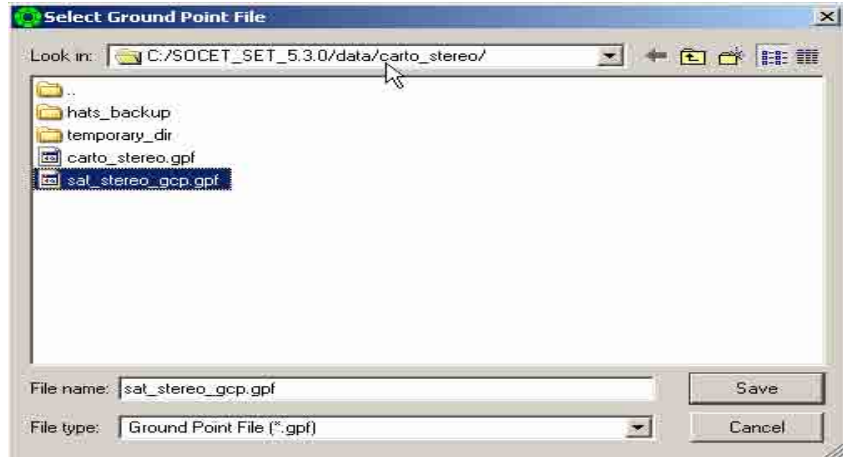 Select Ground Point File
Look in: C:/SOCET_SET_5.3.0/data/carto_stereo/
..
hats_backup
temporary_dir
carto_stereo.gpf
sat_stereo_gcp.gpf
File name: sat_stereo_gcp.gpf Save
File type: Ground Point File (*.gpf) Cancel